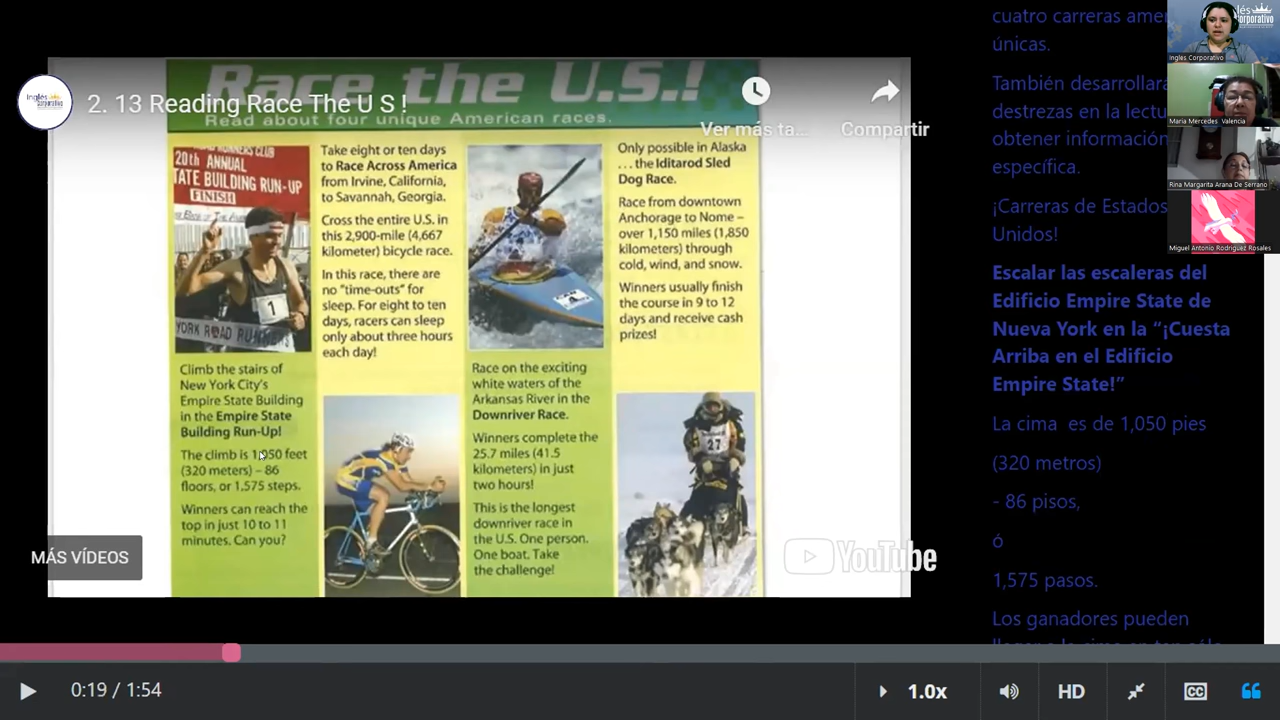 Race the U.S.!
2. 13 Reading Race The U S !
Read about four unique American races.
Ver más ta...
Compartir
20th ANNUAL
STATE BUILDING RUN-UP
FINISH
1
YORK ROAD RUNNERS
Climb the stairs of
New York City's
Empire State Building
in the Empire State
Building Run-Up!
The climb is 1,050 feet
(320 meters) – 86
floors, or 1,575 steps.
Winners can reach the
top in just 10 to 11
minutes. Can you?
Take eight or ten days
to Race Across America
from Irvine, California,
to Savannah, Georgia.
Cross the entire U.S. in
this 2,900-mile (4,667
kilometer) bicycle race.
In this race, there are
no "time-outs" for
sleep. For eight to ten
days, racers can sleep
only about three hours
each day!
Race on the exciting
white waters of the
Arkansas River in the
Downriver Race.
Winners complete the
25.7 miles (41.5
kilometers) in just
two hours!
This is the longest
downriver race in
the U.S. One person.
One boat. Take
the challenge!
Only possible in Alaska
. . . the Iditarod Sled
Dog Race.
Race from downtown
Anchorage to Nome –
over 1,150 miles (1,850
kilometers) through
cold, wind, and snow.
Winners usually finish
the course in 9 to 12
days and receive cash
prizes!
27
MÁS VÍDEOS
YouTube
0:19 / 1:54
1.0x
HD
CC
cuatro carreras amer
únicas.
También desarrollará
destrezas en la lectu
obtener información
específica.
¡Carreras de Estados
Unidos!
Escalar las escaleras del
Edificio Empire State de
Nueva York en la “¡Cuesta
Arriba en el Edificio
Empire State!”
La cima es de 1,050 pies
(320 metros)
- 86 pisos,
ó
1,575 pasos.
Los ganadores pueden
Inglés Corporativo
Maria Mercedes Valencia
Rina Margarita Arana De Serrano
Miguel Antonio Rodriguez Rosales